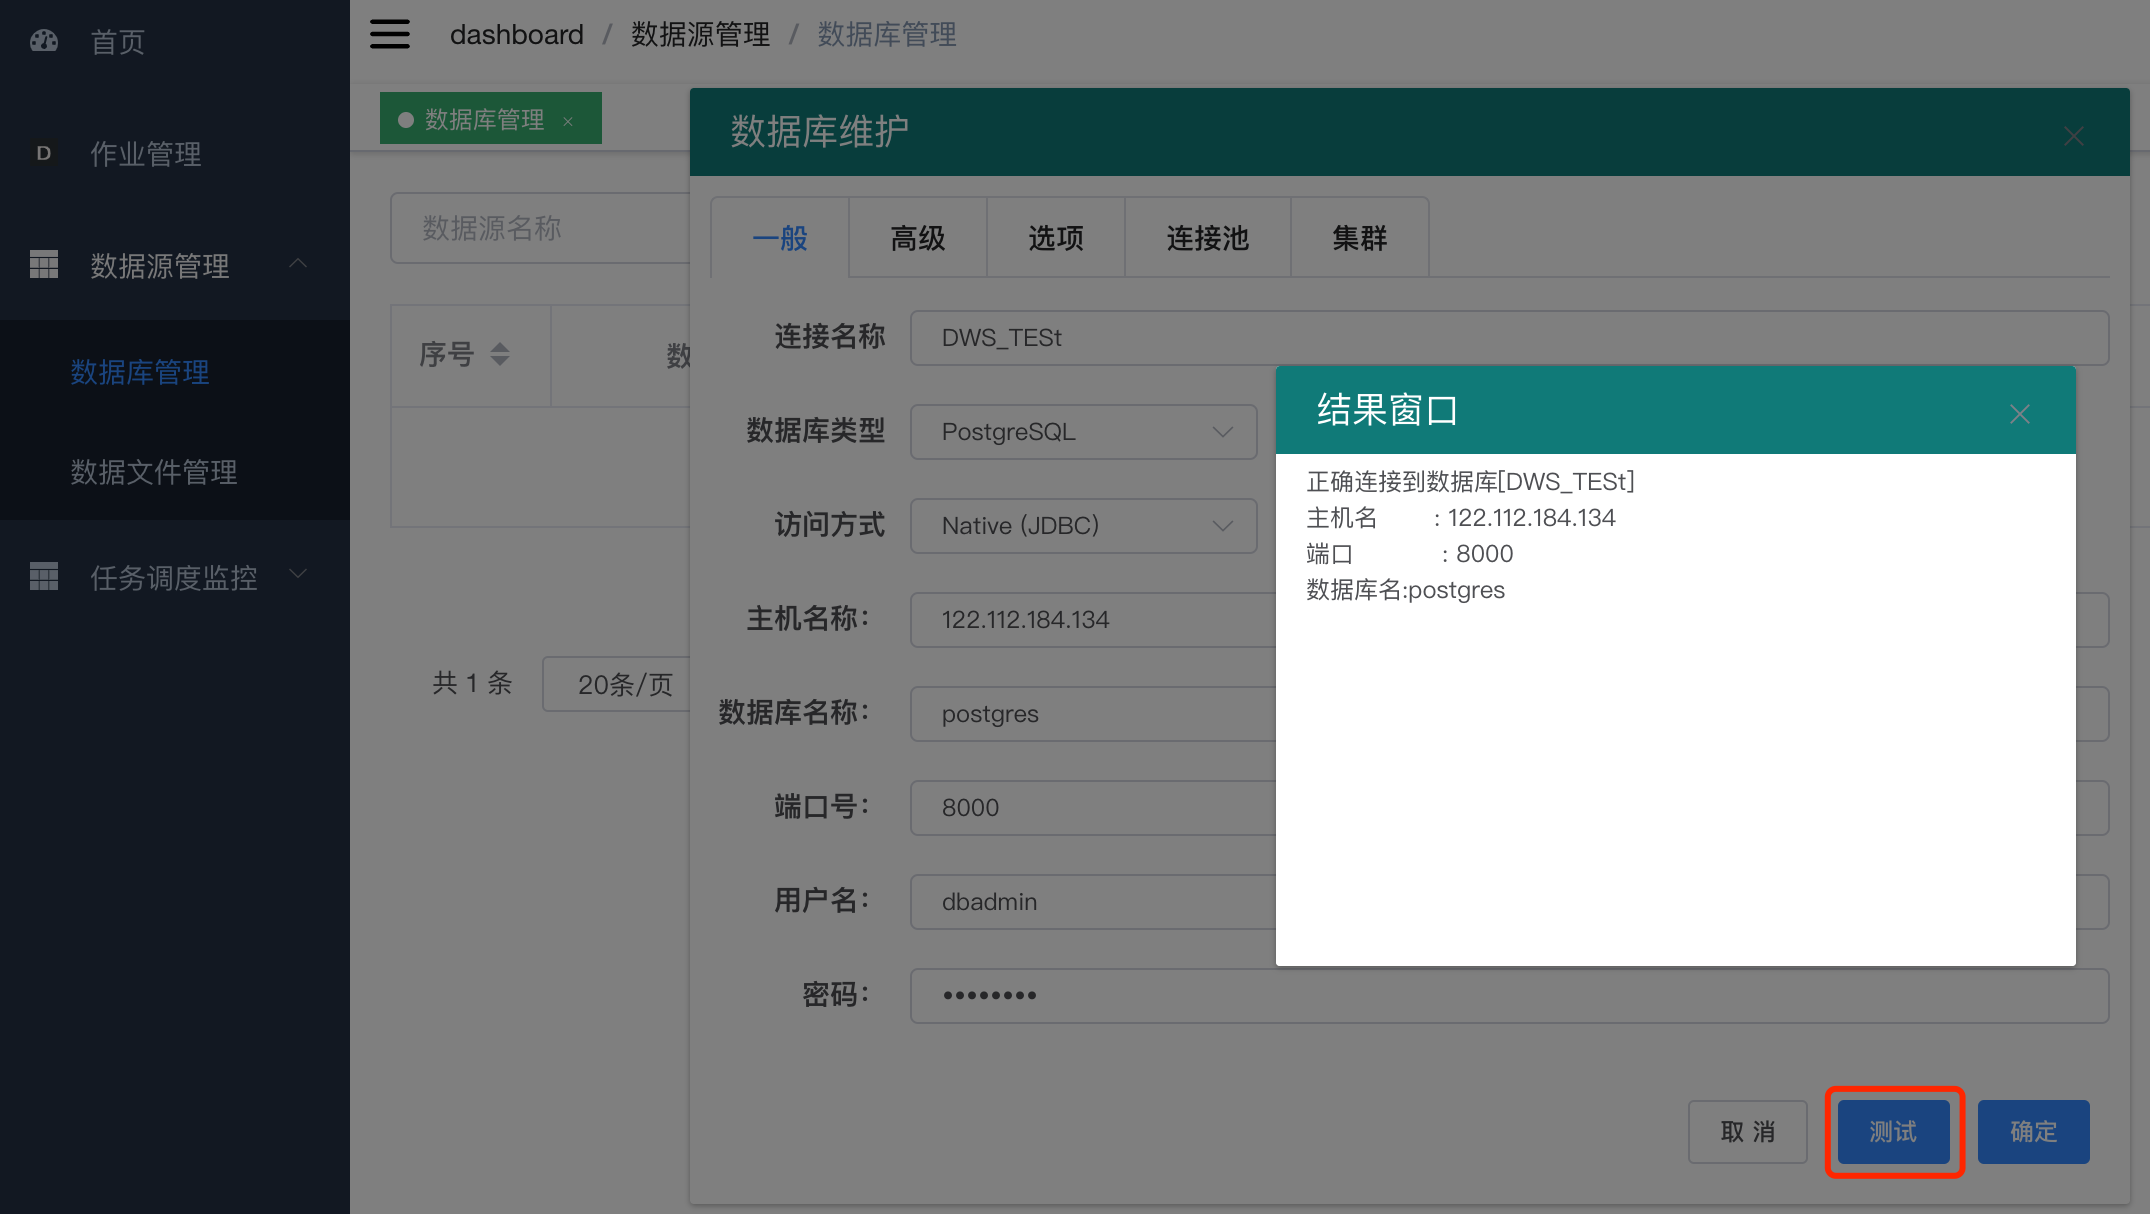 首页
D 作业管理
数据源管理
数据库管理
数据文件管理
任务调度监控
dashboard / 数据源管理 / 数据库管理
数据库管理 ×
数据源名称
序号
数
共 1 条
20条/页
数据库维护
一般 高级 选项 连接池 集群
连接名称 DWS_TESt
数据库类型 PostgreSQL
访问方式 Native (JDBC)
主机名称： 122.112.184.134
数据库名称： postgres
端口号： 8000
用户名： dbadmin
密码： ••••••••
结果窗口
正确连接到数据库[DWS_TESt]
主机名 : 122.112.184.134
端口 : 8000
数据库名:postgres
取 消 测试 确定